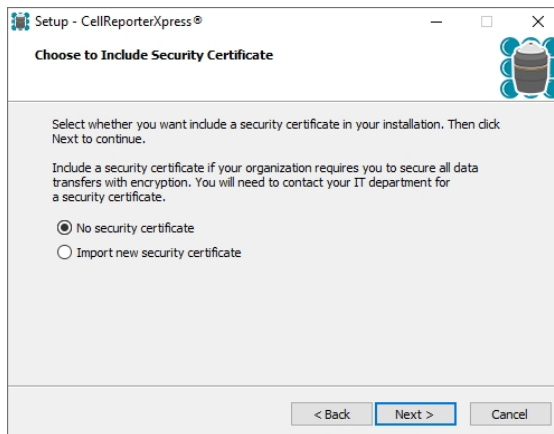 Setup - CellReporterXpress®
Choose to Include Security Certificate
Select whether you want include a security certificate in your installation. Then click
Next to continue.
Include a security certificate if your organization requires you to secure all data
transfers with encryption. You will need to contact your IT department for
a security certificate.
No security certificate
Import new security certificate
< Back
Next >
Cancel